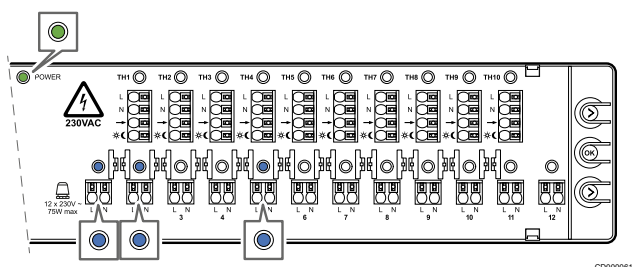 POWER
TH1 TH2 TH3 TH4 TH5 TH6 TH7 TH8 TH9 TH10
L L L L L L L L L L
N N N N N N N N N N
230VAC
OK
12 x 230V ~
75W max
L N L N L N L N L N L N L N L N L N L N L N L N
3 4 6 7 8 9 10 11 12